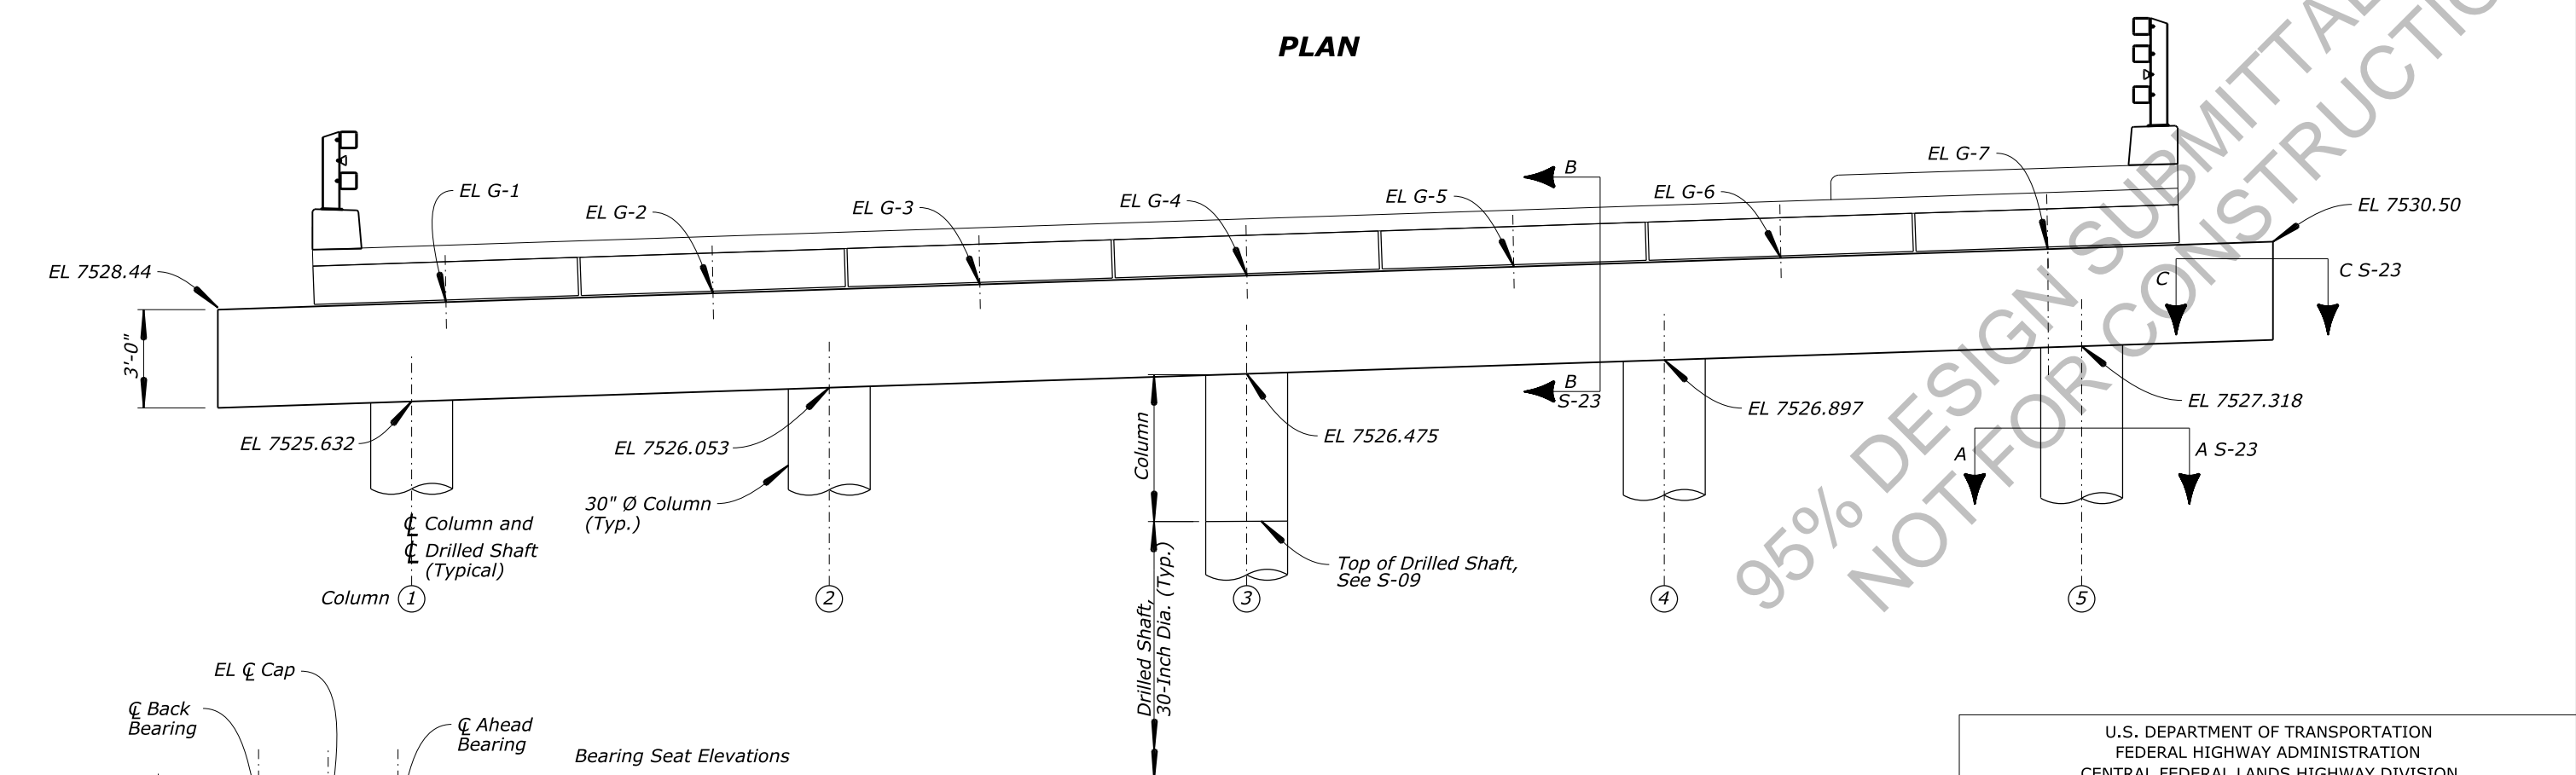 PLAN
95% DESIGN SUBMITTAL
NOT FOR CONSTRUCTIO
B
EL G-7
EL G-1
EL G-6
EL G-5
EL G-4
EL 7530.50
EL G-3
EL G-2
EL 7528.44
C
C S-23
3'-0"
B
S-23
EL 7527.318
EL 7526.897
EL 7526.475
EL 7525.632
EL 7526.053
Column
A
A S-23
30" Ø Column
(Typ.)
℄ Column and
℄ Drilled Shaft
(Typical)
Top of Drilled Shaft,
See S-09
Column 1
2
3
4
5
Drilled Shaft,
30-Inch Dia. (Typ.)
EL ℄ Cap
℄ Back
Bearing
℄ Ahead
Bearing
Bearing Seat Elevations
U.S. DEPARTMENT OF TRANSPORTATION
FEDERAL HIGHWAY ADMINISTRATION
CENTRAL FEDERAL LANDS HIGHWAY DIVISION